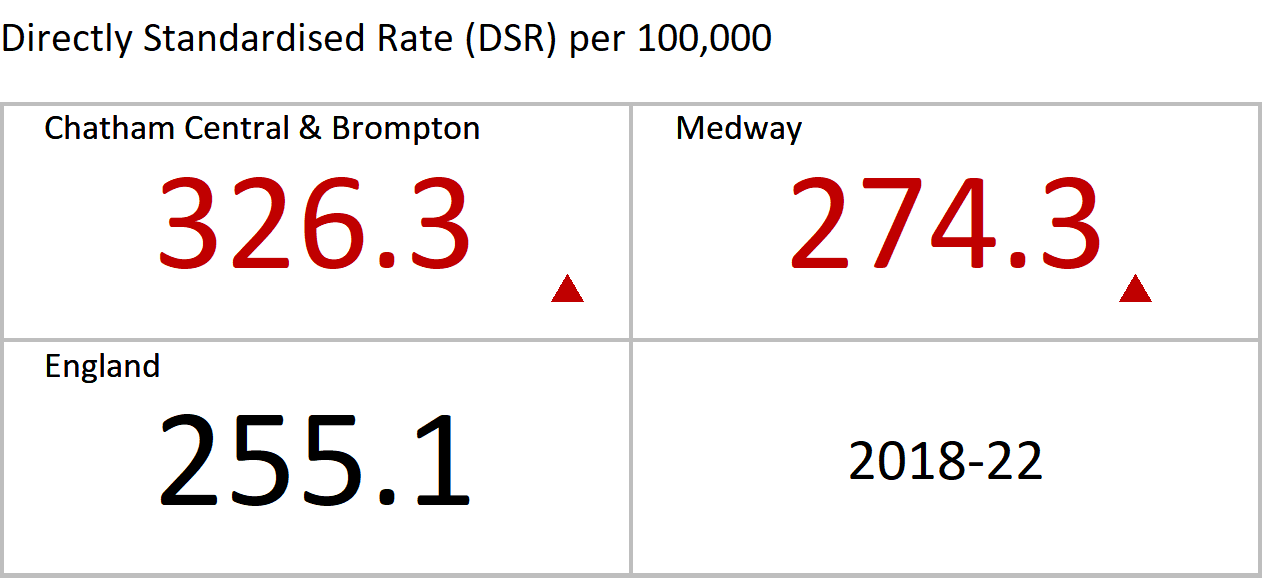 Directly Standardised Rate (DSR) per 100,000
Chatham Central & Brompton
326.3
Medway
274.3
England
255.1
2018-22